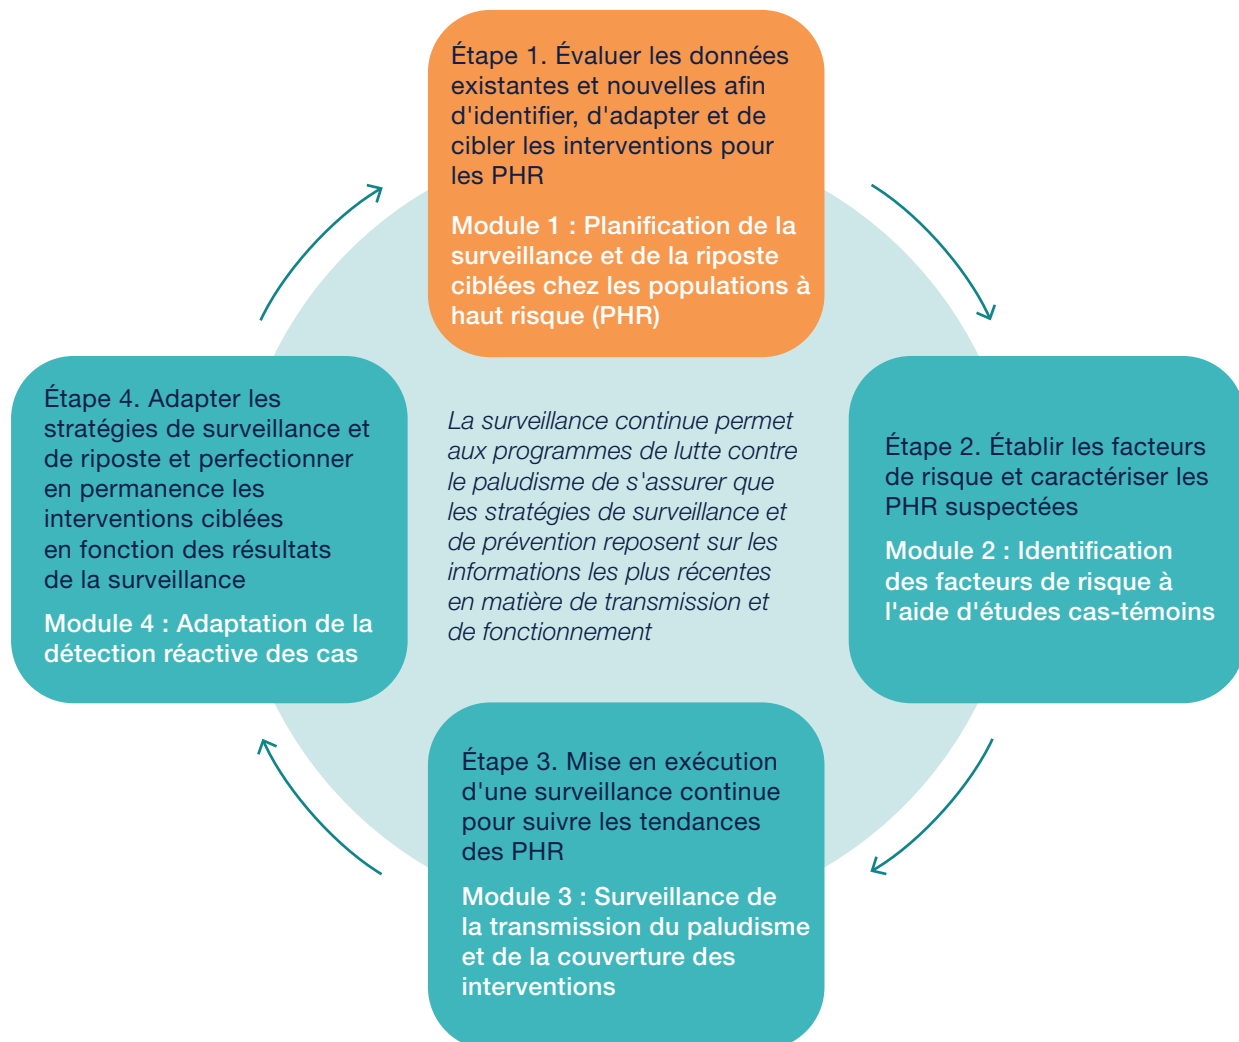 Étape 1. Évaluer les données
existantes et nouvelles afin
d'identifier, d'adapter et de
cibler les interventions pour
les PHR
Module 1 : Planification de la
surveillance et de la riposte
ciblées chez les populations à
haut risque (PHR)
Étape 2. Établir les facteurs
de risque et caractériser les
PHR suspectées
Module 2 : Identification
des facteurs de risque à
l'aide d'études cas-témoins
Étape 3. Mise en exécution
d'une surveillance continue
pour suivre les tendances
des PHR
Module 3 : Surveillance de
la transmission du paludisme
et de la couverture des
interventions
Étape 4. Adapter les
stratégies de surveillance et
de riposte et perfectionner
en permanence les
interventions ciblées
en fonction des résultats
de la surveillance
Module 4 : Adaptation de la
détection réactive des cas
La surveillance continue permet
aux programmes de lutte contre
le paludisme de s'assurer que
les stratégies de surveillance et
de prévention reposent sur les
informations les plus récentes
en matière de transmission et
de fonctionnement